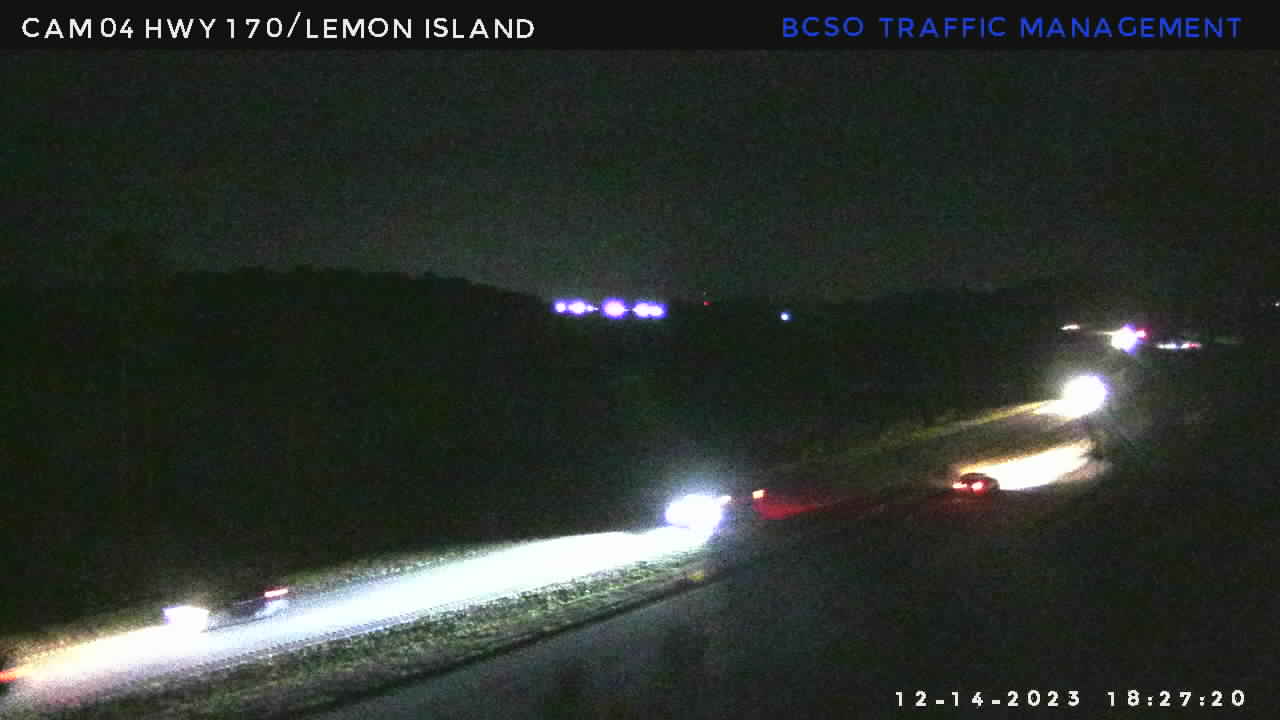 CAM04 HWY 170/LEMON ISLAND
BCSO TRAFFIC MANAGEMENT
12-14-2023 18:27:20